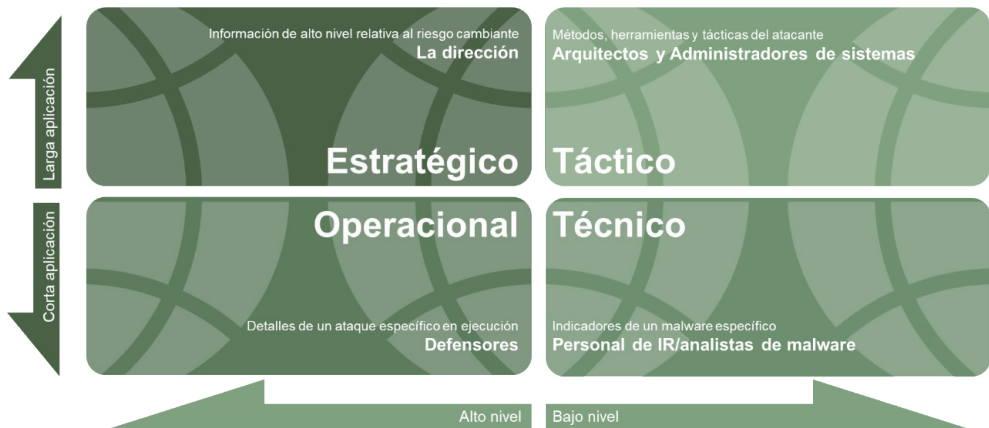 Larga aplicación
Información de alto nivel relativa al riesgo cambiante
La dirección
Estratégico
Métodos, herramientas y tácticas del atacante
Arquitectos y Administradores de sistemas
Táctico
Corta aplicación
Operacional
Detalles de un ataque específico en ejecución
Defensores
Técnico
Indicadores de un malware específico
Personal de IR/analistas de malware
Alto nivel
Bajo nivel